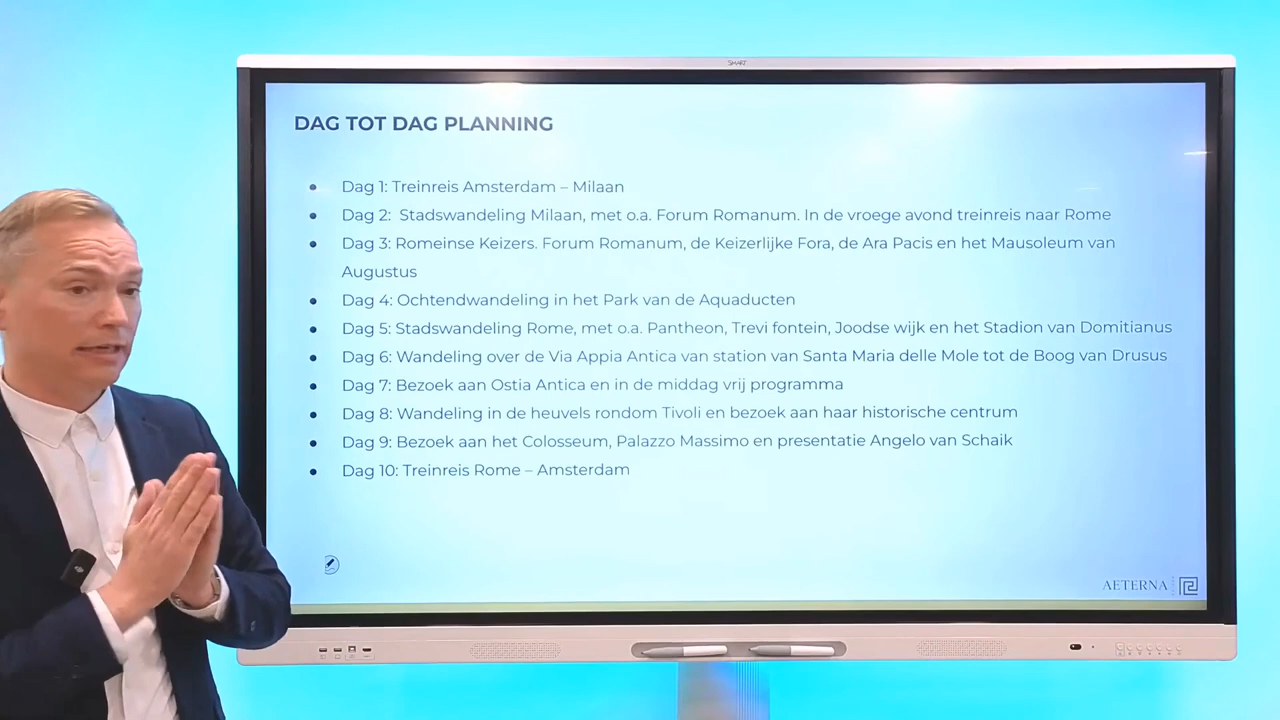 SMART
DAG TOT DAG PLANNING
Dag 1: Treinreis Amsterdam – Milaan
Dag 2:  Stadswandeling Milaan, met o.a. Forum Romanum. In de vroege avond treinreis naar Rome
Dag 3: Romeinse Keizers. Forum Romanum, de Keizerlijke Fora, de Ara Pacis en het Mausoleum van
Augustus
Dag 4: Ochtendwandeling in het Park van de Aquaducten
Dag 5: Stadswandeling Rome, met o.a. Pantheon, Trevi fontein, Joodse wijk en het Stadion van Domitianus
Dag 6: Wandeling over de Via Appia Antica van station van Santa Maria delle Mole tot de Boog van Drusus
Dag 7: Bezoek aan Ostia Antica en in de middag vrij programma
Dag 8: Wandeling in de heuvels rondom Tivoli en bezoek aan haar historische centrum
Dag 9: Bezoek aan het Colosseum, Palazzo Massimo en presentatie Angelo van Schaik
Dag 10: Treinreis Rome – Amsterdam
AETERNA